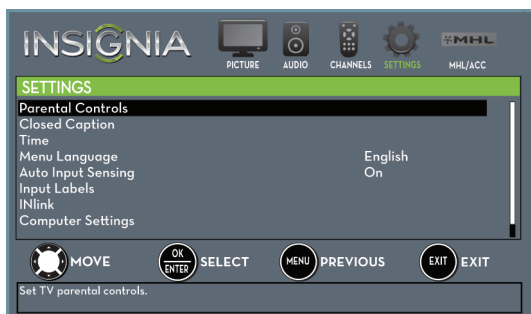 INSIGNIA
PICTURE AUDIO CHANNELS SETTINGS MHL MHL/ACC
SETTINGS
Parental Controls
Closed Caption
Time
Menu Language English
Auto Input Sensing On
Input Labels
INlink
Computer Settings
MOVE OK ENTER SELECT MENU PREVIOUS EXIT EXIT
Set TV parental controls.